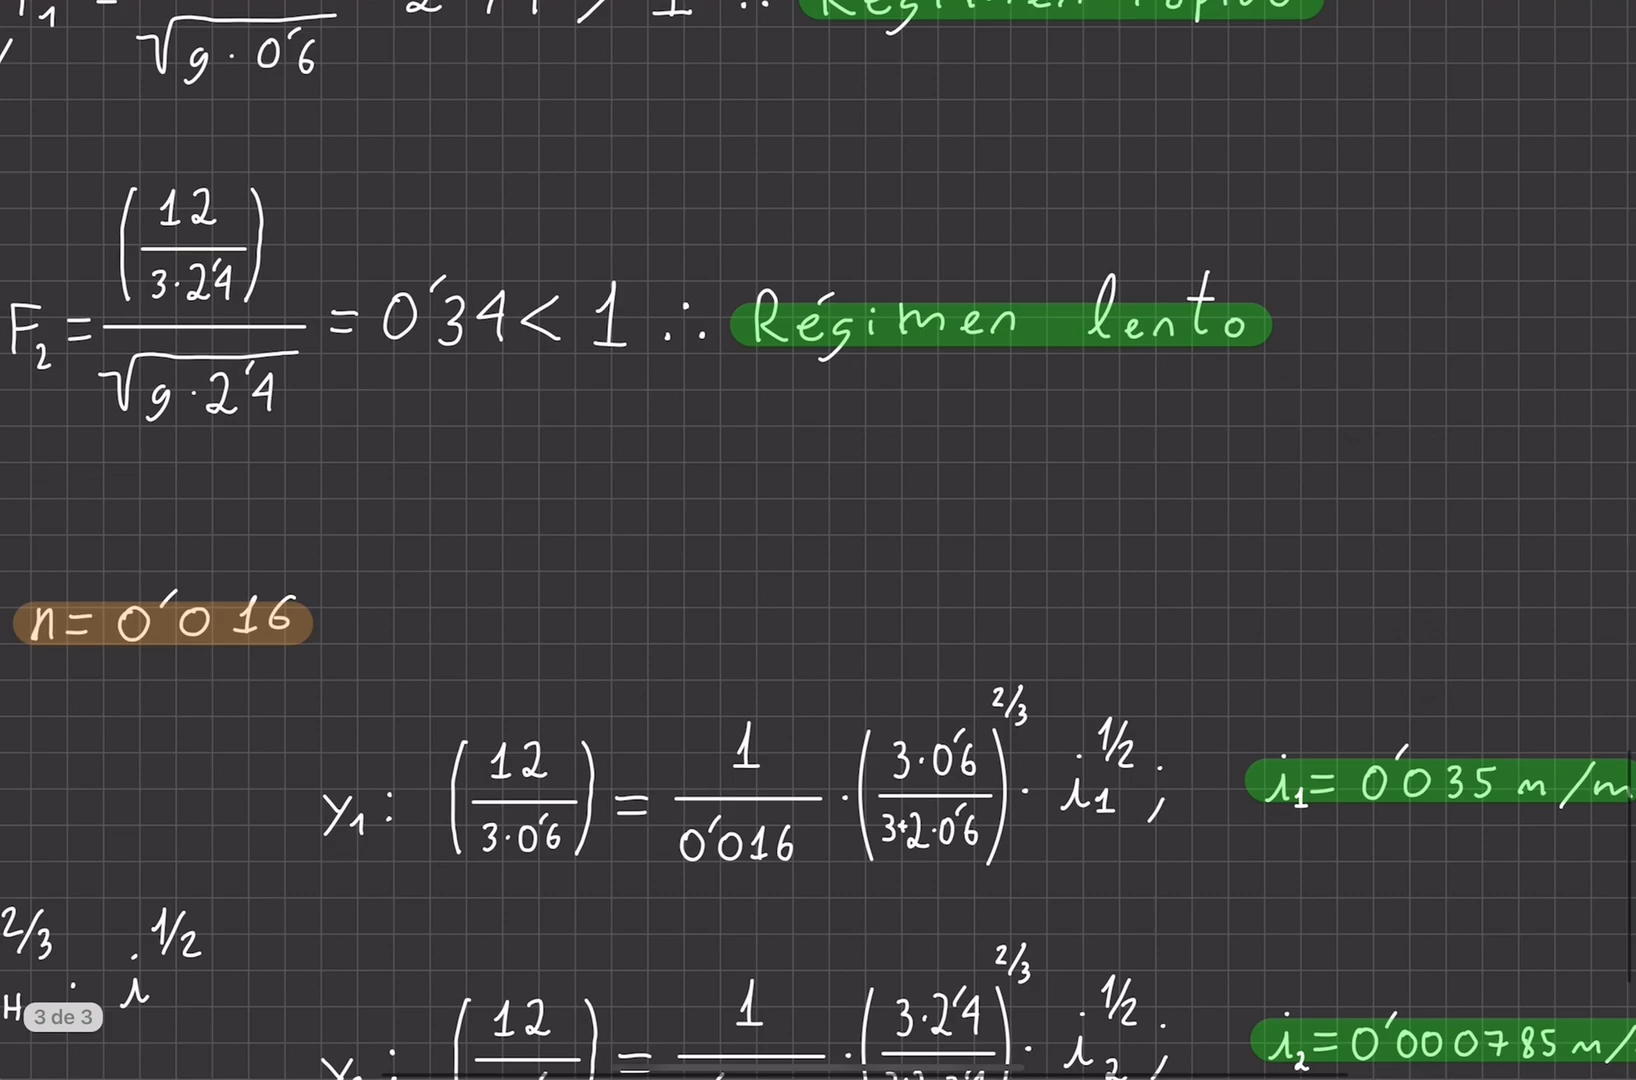 √g · 0'6
F₂ = (12 / 3·2'4) / √g · 2'4 = 0'34 < 1 ∴ Régimen lento
n = 0'016
y₁ : (12 / 3·0'6) = 1 / 0'016 · (3·0'6 / 3+2·0'6)^2/3 · i₁^1/2 ; i₁ = 0'035 m/m
2/3 · i^1/2
H
(12 = 1 · (3·2'4)^2/3 · i₂^1/2 ; i₂ = 0'000785 m/
3 de 3